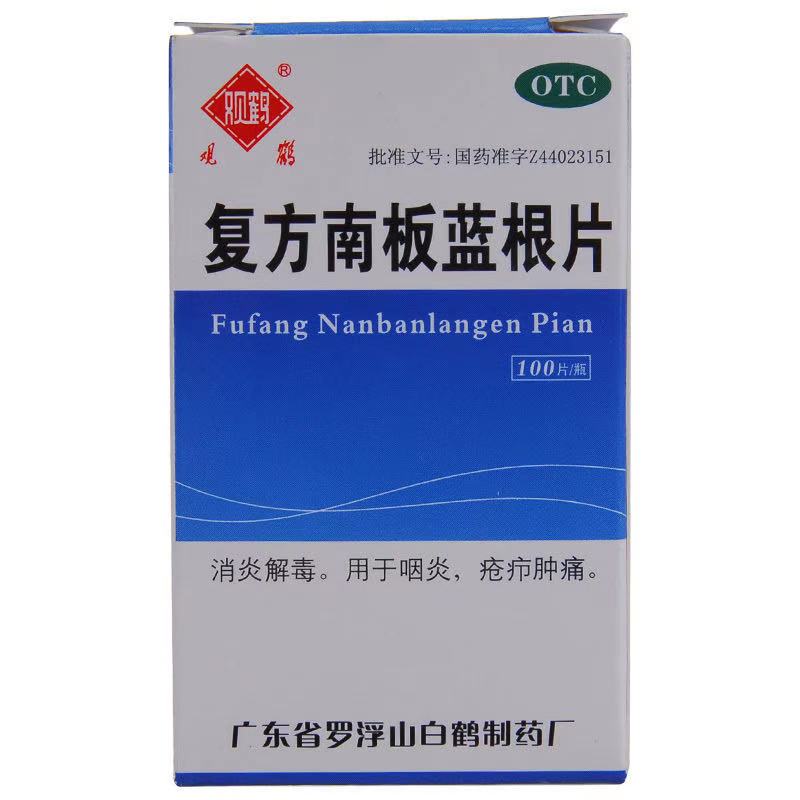 观鹤®
OTC
观 鹤
批准文号:国药准字Z44023151
复方南板蓝根片
Fufang Nanbanlangen Pian
100片/瓶
消炎解毒。用于咽炎，疮疖肿痛。
广东省罗浮山白鹤制药厂